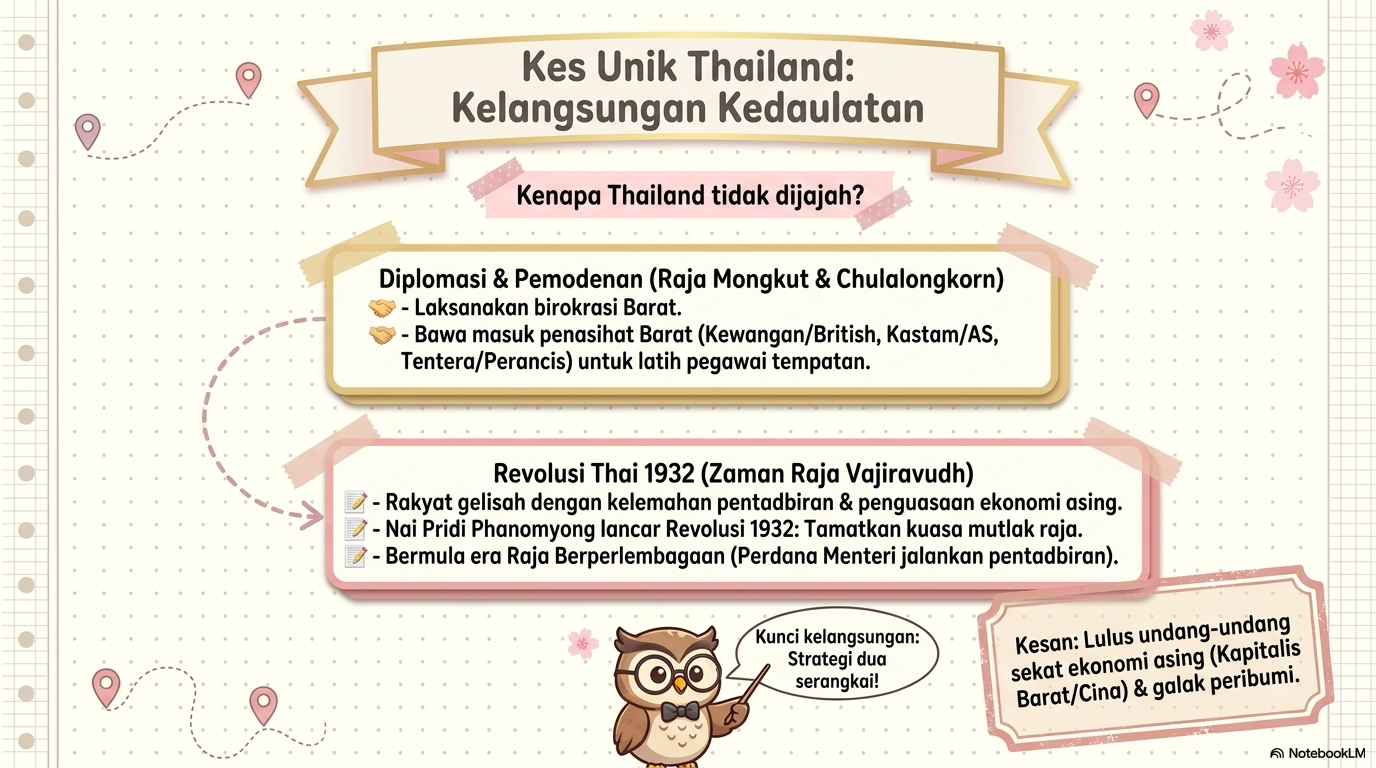 Kes Unik Thailand:
Kelangsungan Kedaulatan
Kenapa Thailand tidak dijajah?
Diplomasi & Pemodenan (Raja Mongkut & Chulalongkorn)
- Laksanakan birokrasi Barat.
- Bawa masuk penasihat Barat (Kewangan/British, Kastam/AS,
Tentera/Perancis) untuk latih pegawai tempatan.
Revolusi Thai 1932 (Zaman Raja Vajiravudh)
- Rakyat gelisah dengan kelemahan pentadbiran & penguasaan ekonomi asing.
- Nai Pridi Phanomyong lancar Revolusi 1932: Tamatkan kuasa mutlak raja.
- Bermula era Raja Berperlembagaan (Perdana Menteri jalankan pentadbiran).
Kunci kelangsungan:
Strategi dua
serangkai!
Kesan: Lulus undang-undang
sekat ekonomi asing (Kapitalis
Barat/Cina) & galak peribumi.
NotebookLM